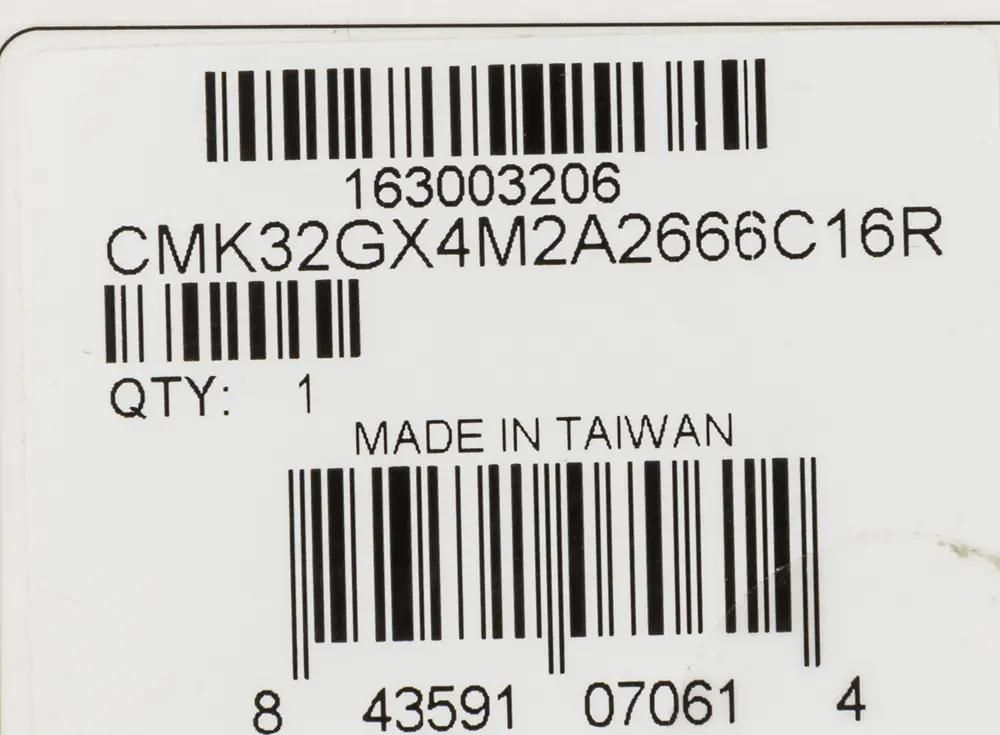 163003206
CMK32GX4M2A2666C16R
QTY: 1
MADE IN TAIWAN
8 43591 07061 4